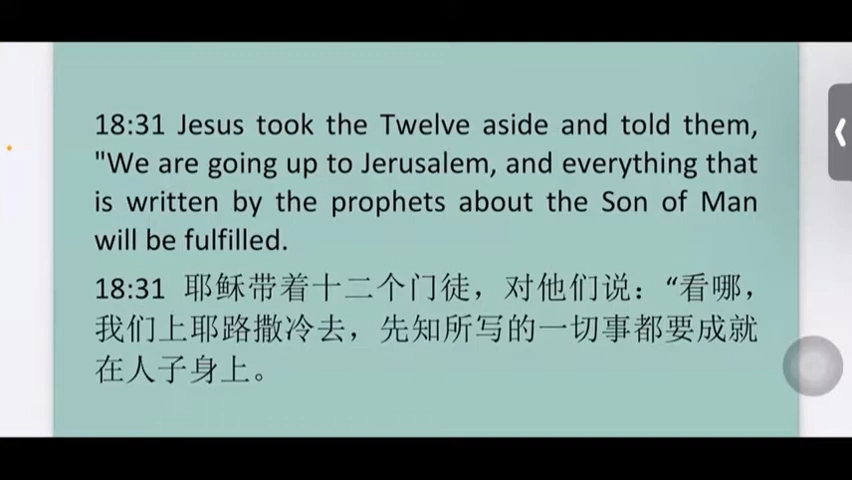 18:31 Jesus took the Twelve aside and told them,
"We are going up to Jerusalem, and everything that
is written by the prophets about the Son of Man
will be fulfilled.
18:31 耶稣带着十二个门徒，对他们说：“看哪，
我们上耶路撒冷去，先知所写的一切事都要成就
在人子身上。